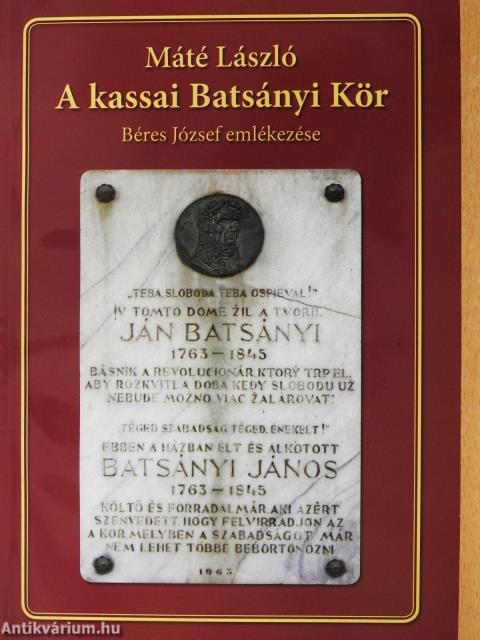 Máté László
A kassai Batsányi Kör
Béres József emlékezése
„TEBA, SLOBODA, TEBA OSPIEVAL!"
V TOMTO DOME ŽIL A TVORIL
JÁN BATSÁNYI
1763–1845
BÁSNIK A REVOLUCIONÁR, KTORÝ TRPEL,
ABY ROZKVITLA DOBA KEDY SLOBODU UŽ
NEBUDE MOŽNO VIAC ŽALÁROVAŤ!
„TÉGED SZABADSÁG TÉGED, ÉNEKELT!"
EBBEN A HÁZBAN ÉLT ÉS ALKOTOTT
BATSÁNYI JÁNOS
1763–1845
KÖLTŐ ÉS FORRADALMÁR, AKI AZÉRT
SZENVEDETT, HOGY FELVIRRADJON AZ
A KOR, MELYBEN A SZABADSÁGOT MÁR
NEM LEHET TÖBBÉ BEBÖRTÖNÖZNI
1963
Antikvárium.hu